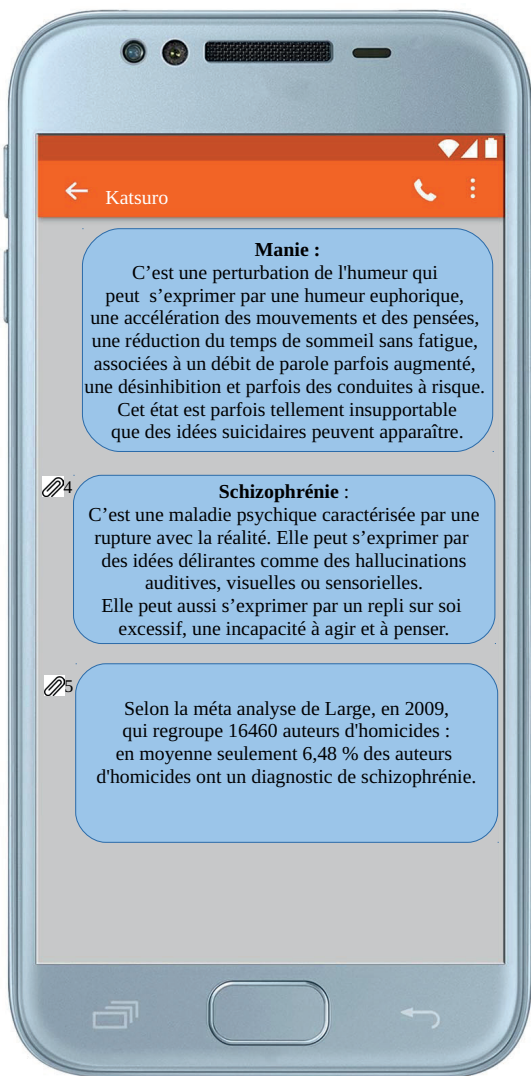 Katsuro
Manie :
C’est une perturbation de l'humeur qui
peut s’exprimer par une humeur euphorique,
une accélération des mouvements et des pensées,
une réduction du temps de sommeil sans fatigue,
associées à un débit de parole parfois augmenté,
une désinhibition et parfois des conduites à risque.
Cet état est parfois tellement insupportable
que des idées suicidaires peuvent apparaître.
4
Schizophrénie :
C’est une maladie psychique caractérisée par une
rupture avec la réalité. Elle peut s’exprimer par
des idées délirantes comme des hallucinations
auditives, visuelles ou sensorielles.
Elle peut aussi s’exprimer par un repli sur soi
excessif, une incapacité à agir et à penser.
5
Selon la méta analyse de Large, en 2009,
qui regroupe 16460 auteurs d'homicides :
en moyenne seulement 6,48 % des auteurs
d'homicides ont un diagnostic de schizophrénie.